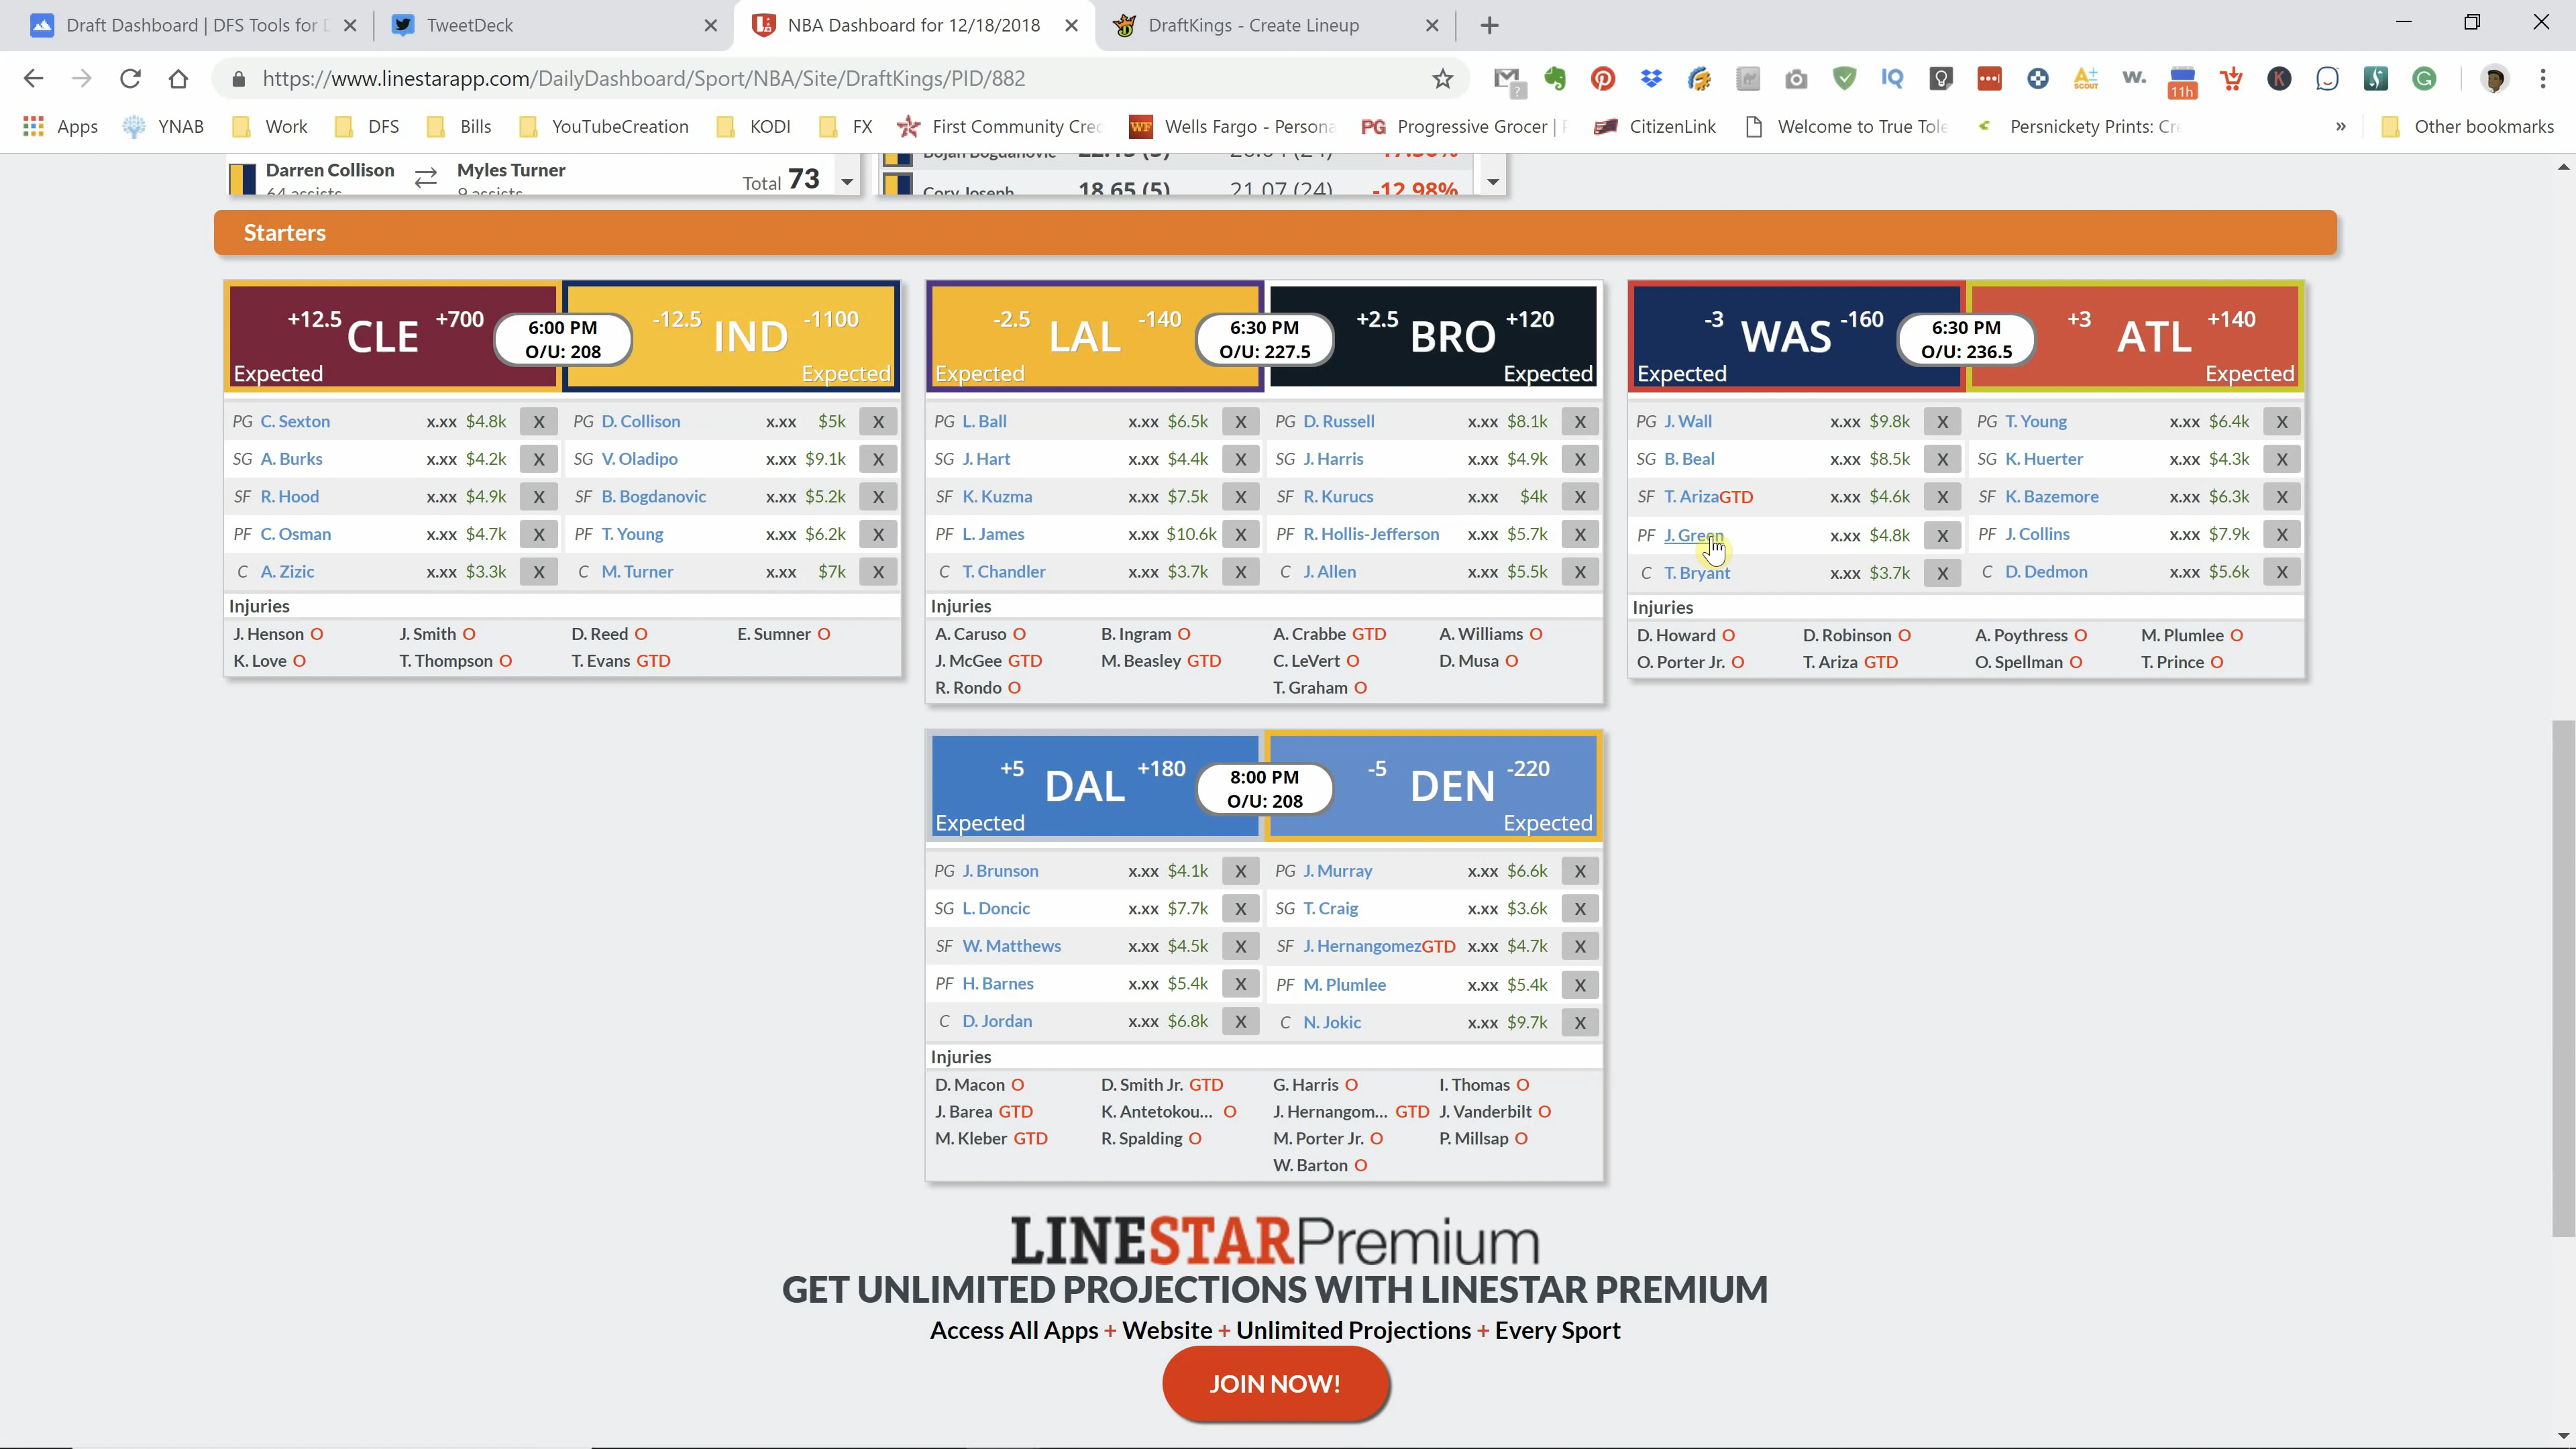 Draft Dashboard | DFS Tools for D
TweetDeck
NBA Dashboard for 12/18/2018
DraftKings - Create Lineup
https://www.linestarapp.com/DailyDashboard/Sport/NBA/Site/DraftKings/PID/882
11h
Apps YNAB Work DFS Bills YouTubeCreation KODI FX First Community Cre WF Wells Fargo - Persona PG Progressive Grocer | F CitizenLink Welcome to True Tole Persnickety Prints: Cre » Other bookmarks
Darren Collison Myles Turner Total 73
64 assists 9 assists
Bojan Bogdanovic
Cory Joseph 18.65 (5) 21.07 (24) -12.98%
Starters
+12.5 CLE +700 6:00 PM O/U: 208 -12.5 IND -1100
Expected Expected
PG C. Sexton x.xx $4.8k X PG D. Collison x.xx $5k X
SG A. Burks x.xx $4.2k X SG V. Oladipo x.xx $9.1k X
SF R. Hood x.xx $4.9k X SF B. Bogdanovic x.xx $5.2k X
PF C. Osman x.xx $4.7k X PF T. Young x.xx $6.2k X
C A. Zizic x.xx $3.3k X C M. Turner x.xx $7k X
Injuries
J. Henson O J. Smith O D. Reed O E. Sumner O
K. Love O T. Thompson O T. Evans GTD
-2.5 LAL -140 6:30 PM O/U: 227.5 +2.5 BRO +120
Expected Expected
PG L. Ball x.xx $6.5k X PG D. Russell x.xx $8.1k X
SG J. Hart x.xx $4.4k X SG J. Harris x.xx $4.9k X
SF K. Kuzma x.xx $7.5k X SF R. Kurucs x.xx $4k X
PF L. James x.xx $10.6k X PF R. Hollis-Jefferson x.xx $5.7k X
C T. Chandler x.xx $3.7k X C J. Allen x.xx $5.5k X
Injuries
A. Caruso O B. Ingram O A. Crabbe GTD A. Williams O
J. McGee GTD M. Beasley GTD C. LeVert O D. Musa O
R. Rondo O T. Graham O
-3 WAS -160 6:30 PM O/U: 236.5 +3 ATL +140
Expected Expected
PG J. Wall x.xx $9.8k X PG T. Young x.xx $6.4k X
SG B. Beal x.xx $8.5k X SG K. Huerter x.xx $4.3k X
SF T. ArizaGTD x.xx $4.6k X SF K. Bazemore x.xx $6.3k X
PF J. Green x.xx $4.8k X PF J. Collins x.xx $7.9k X
C T. Bryant x.xx $3.7k X C D. Dedmon x.xx $5.6k X
Injuries
D. Howard O D. Robinson O A. Poythress O M. Plumlee O
O. Porter Jr. O T. Ariza GTD O. Spellman O T. Prince O
+5 DAL +180 8:00 PM O/U: 208 -5 DEN -220
Expected Expected
PG J. Brunson x.xx $4.1k X PG J. Murray x.xx $6.6k X
SG L. Doncic x.xx $7.7k X SG T. Craig x.xx $3.6k X
SF W. Matthews x.xx $4.5k X SF J. HernangomezGTD x.xx $4.7k X
PF H. Barnes x.xx $5.4k X PF M. Plumlee x.xx $5.4k X
C D. Jordan x.xx $6.8k X C N. Jokic x.xx $9.7k X
Injuries
D. Macon O D. Smith Jr. GTD G. Harris O I. Thomas O
J. Barea GTD K. Antetokou... O J. Hernangom... GTD J. Vanderbilt O
M. Kleber GTD R. Spalding O M. Porter Jr. O P. Millsap O
W. Barton O
LINESTARPremium
GET UNLIMITED PROJECTIONS WITH LINESTAR PREMIUM
Access All Apps + Website + Unlimited Projections + Every Sport
JOIN NOW!